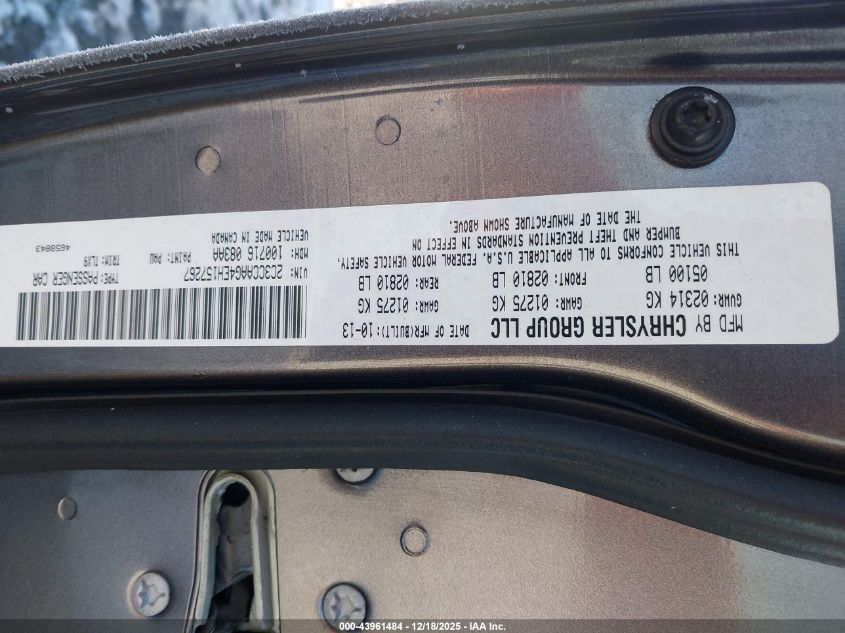 MFD BY CHRYSLER GROUP LLC
DATE OF MFR(BUILT): 10-13
GVWR: 02314 KG
GAWR: 01275 KG
GAWR: 01275 KG
05100 LB
FRONT: 02810 LB
REAR: 02810 LB
THIS VEHICLE CONFORMS TO ALL APPLICABLE U.S.A. FEDERAL MOTOR VEHICLE SAFETY,
BUMPER AND THEFT PREVENTION STANDARDS IN EFFECT ON
THE DATE OF MANUFACTURE SHOWN ABOVE.
VIN: 2C3CCAAG4EH157267
TYPE: PASSENGER CAR
MDH: 100716 083AA
PAINT: PAU
TRIM: TLX9
VEHICLE MADE IN CANADA
4658843
000-43961484 - 12/18/2025 - IAA Inc.